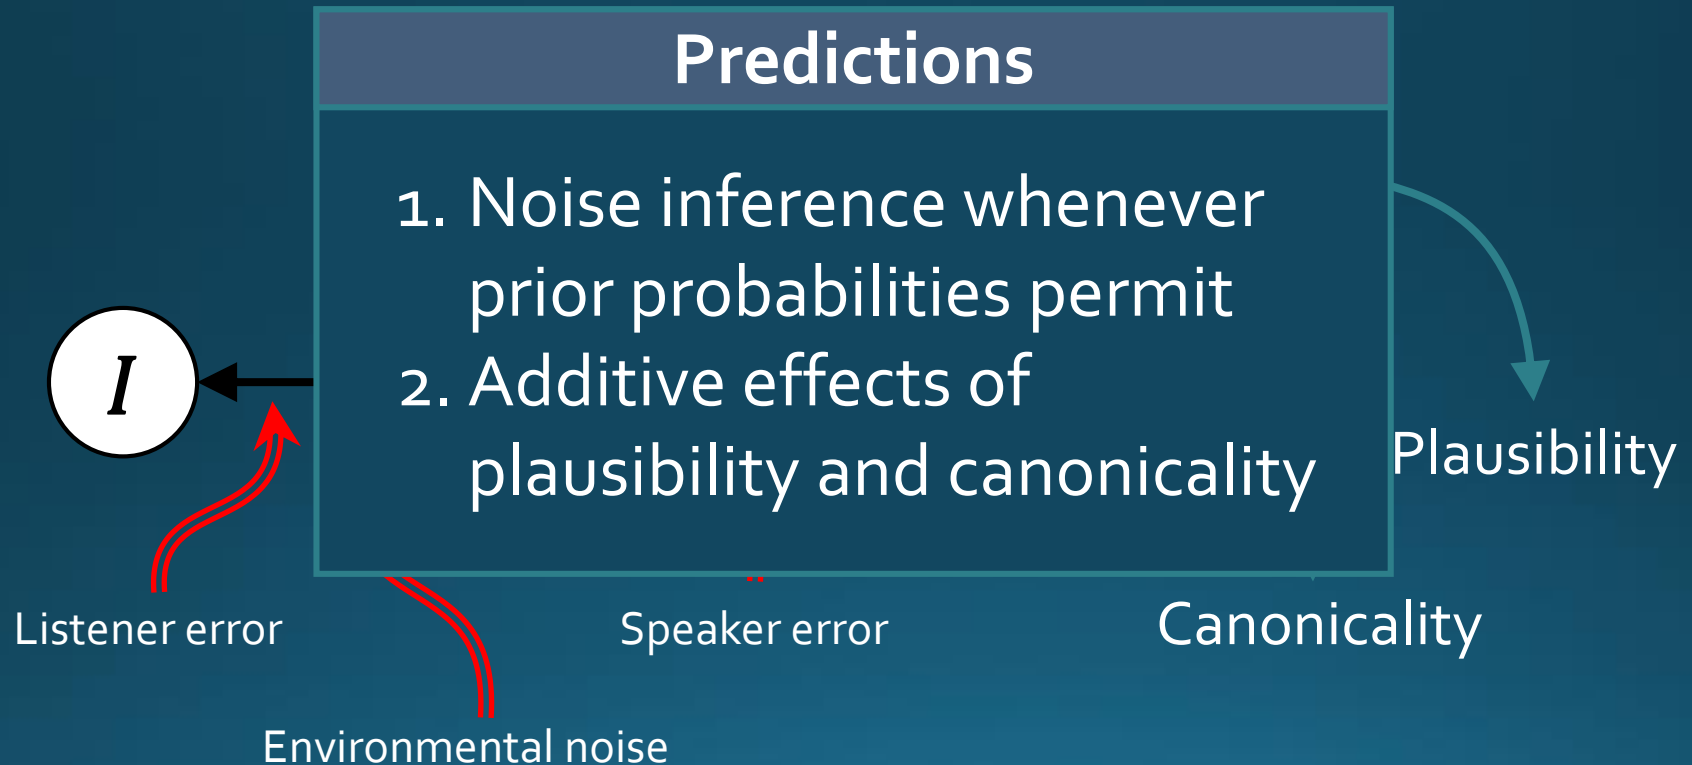 Predictions
1. Noise inference whenever
prior probabilities permit
2. Additive effects of
plausibility and canonicality
I
Plausibility
Listener error
Speaker error
Canonicality
Environmental noise